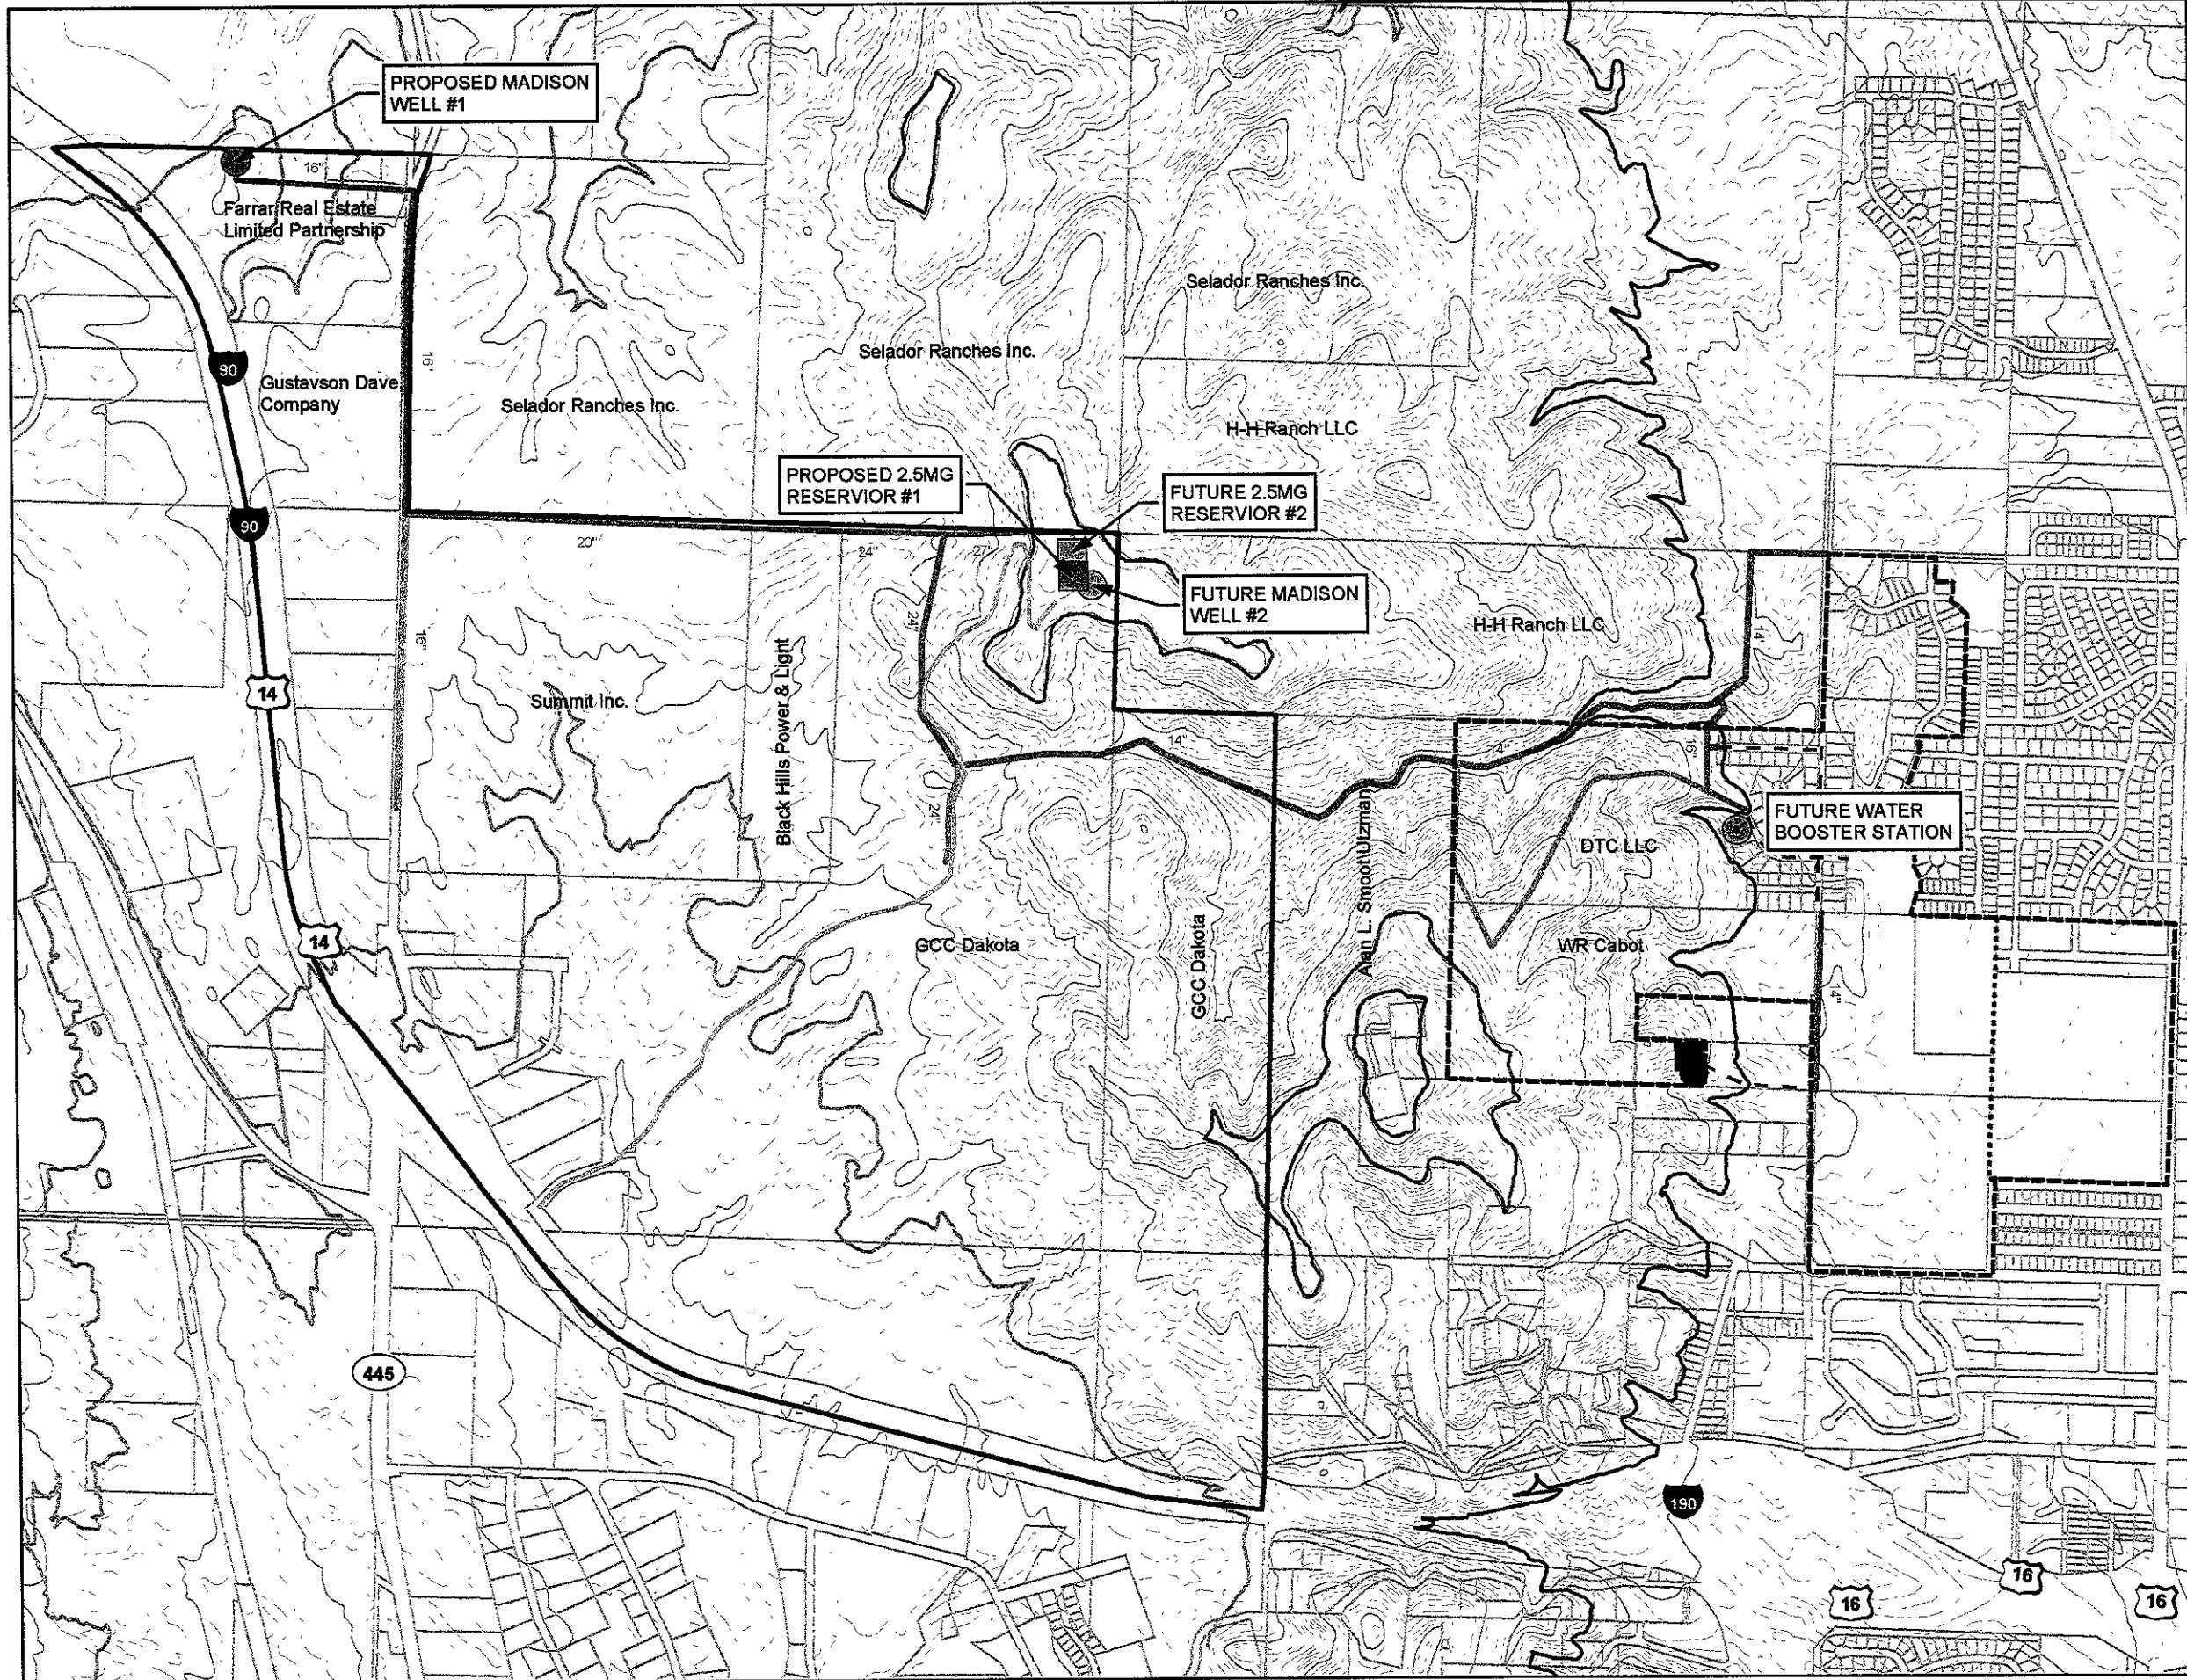 PROPOSED MADISON
WELL #1
16"
Farrar Real Estate
Limited Partnership
Selador Ranches Inc.
16"
Selador Ranches Inc.
90
Gustavson Dave
Company
Selador Ranches Inc.
H-H Ranch LLC
PROPOSED 2.5MG
RESERVIOR #1
FUTURE 2.5MG
RESERVIOR #2
90
20"
24"
27"
FUTURE MADISON
WELL #2
24"
H-H Ranch LLC
14"
16"
14
Summit Inc.
Black Hills Power & Light
14"
14"
16"
24"
FUTURE WATER
BOOSTER STATION
DTC LLC
Alan L. Smoot Utzman
14
GCC Dakota
GCC Dakota
WR Cabot
14"
445
190
16
16
16